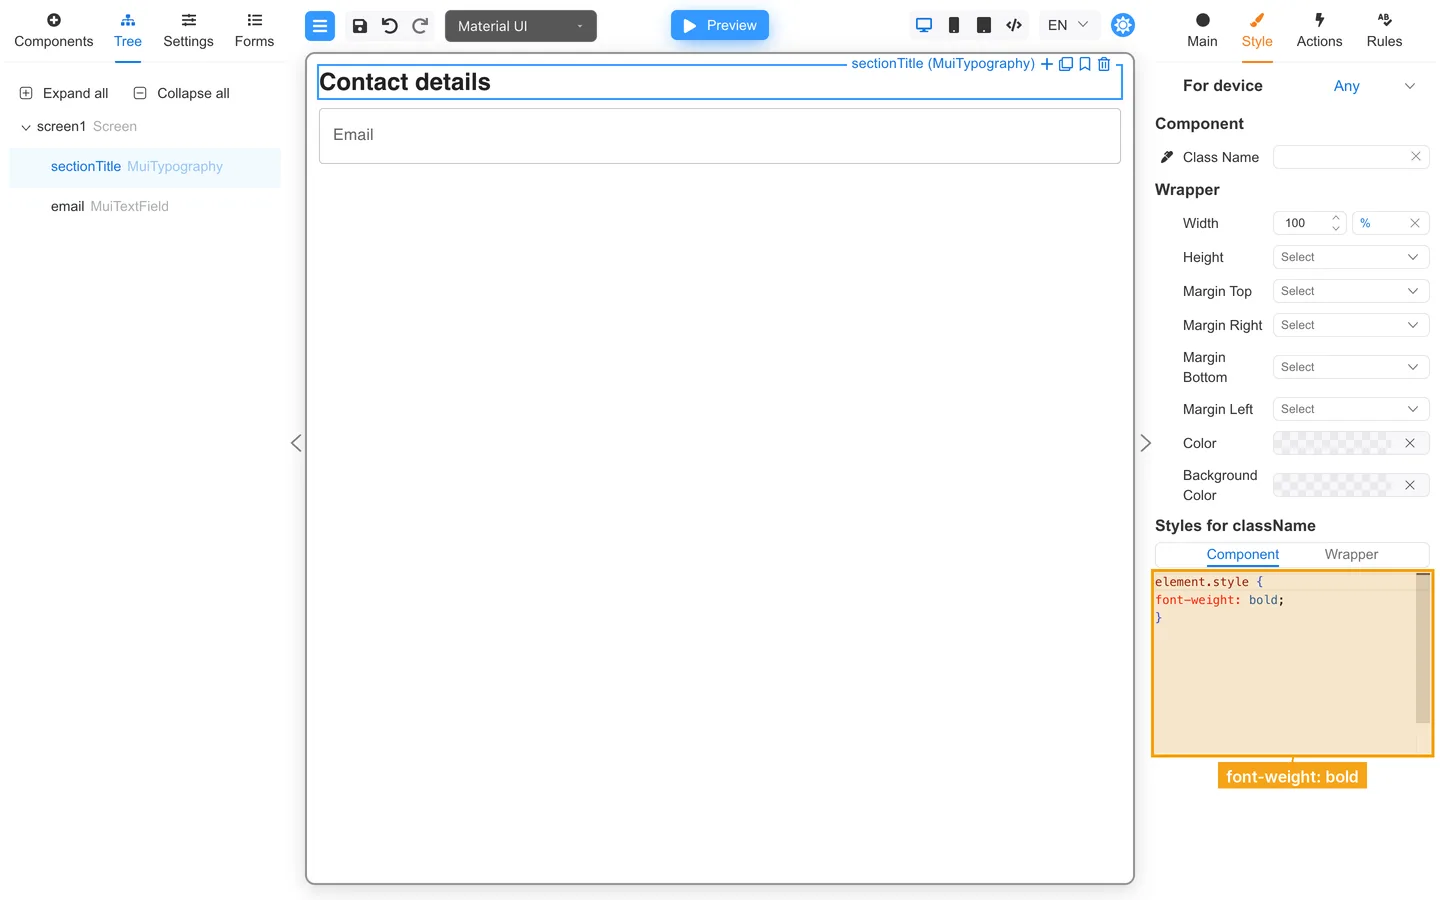 Components
Tree
Settings
Forms
Material UI
Preview
EN
Main
Style
Actions
Rules
Expand all
Collapse all
screen1 Screen
sectionTitle MuiTypography
email MuiTextField
sectionTitle (MuiTypography)
Contact details
Email
For device
Any
Component
Class Name
Wrapper
Width
100
%
Height
Select
Margin Top
Select
Margin Right
Select
Margin
Bottom
Select
Margin Left
Select
Color
Background
Color
Styles for className
Component
Wrapper
element.style {
font-weight: bold;
}
font-weight: bold